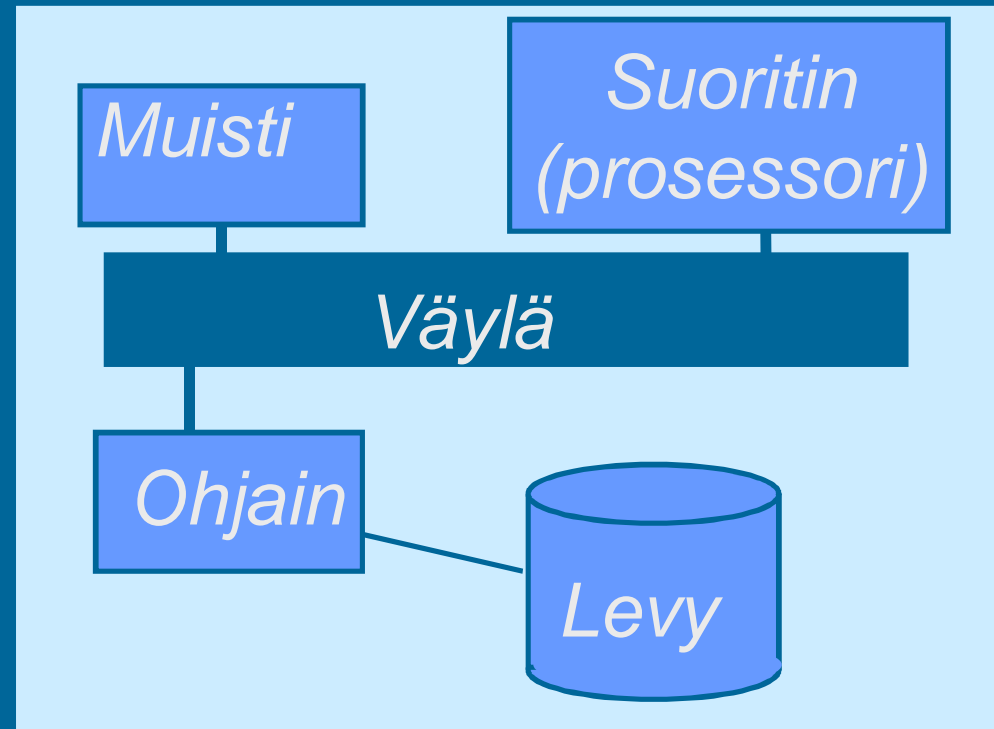 Muisti
Suoritin
(prosessori)
Väylä
Ohjain
Levy